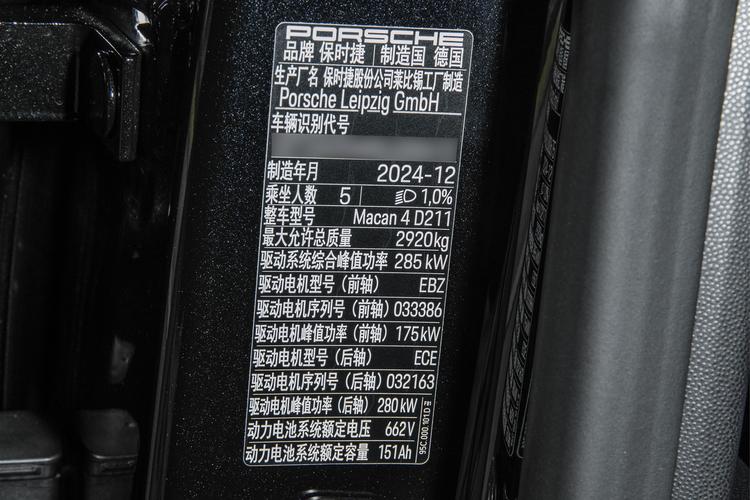 PORSCHE
品牌 保时捷 制造国 德国
生产厂名 保时捷股份公司莱比锡工厂制造
Porsche Leipzig GmbH
车辆识别代号
制造年月 2024-12
乘坐人数 5 1,0%
整车型号 Macan 4 D211
最大允许总质量 2920kg
驱动系统综合峰值功率 285 kW
驱动电机型号（前轴） EBZ
驱动电机序列号（前轴） 033386
驱动电机峰值功率（前轴） 175 kW
驱动电机型号（后轴） ECE
驱动电机序列号（后轴） 032163
驱动电机峰值功率（后轴） 280 kW
动力电池系统额定电压 662V
动力电池系统额定容量 151Ah
95C.000.101.D